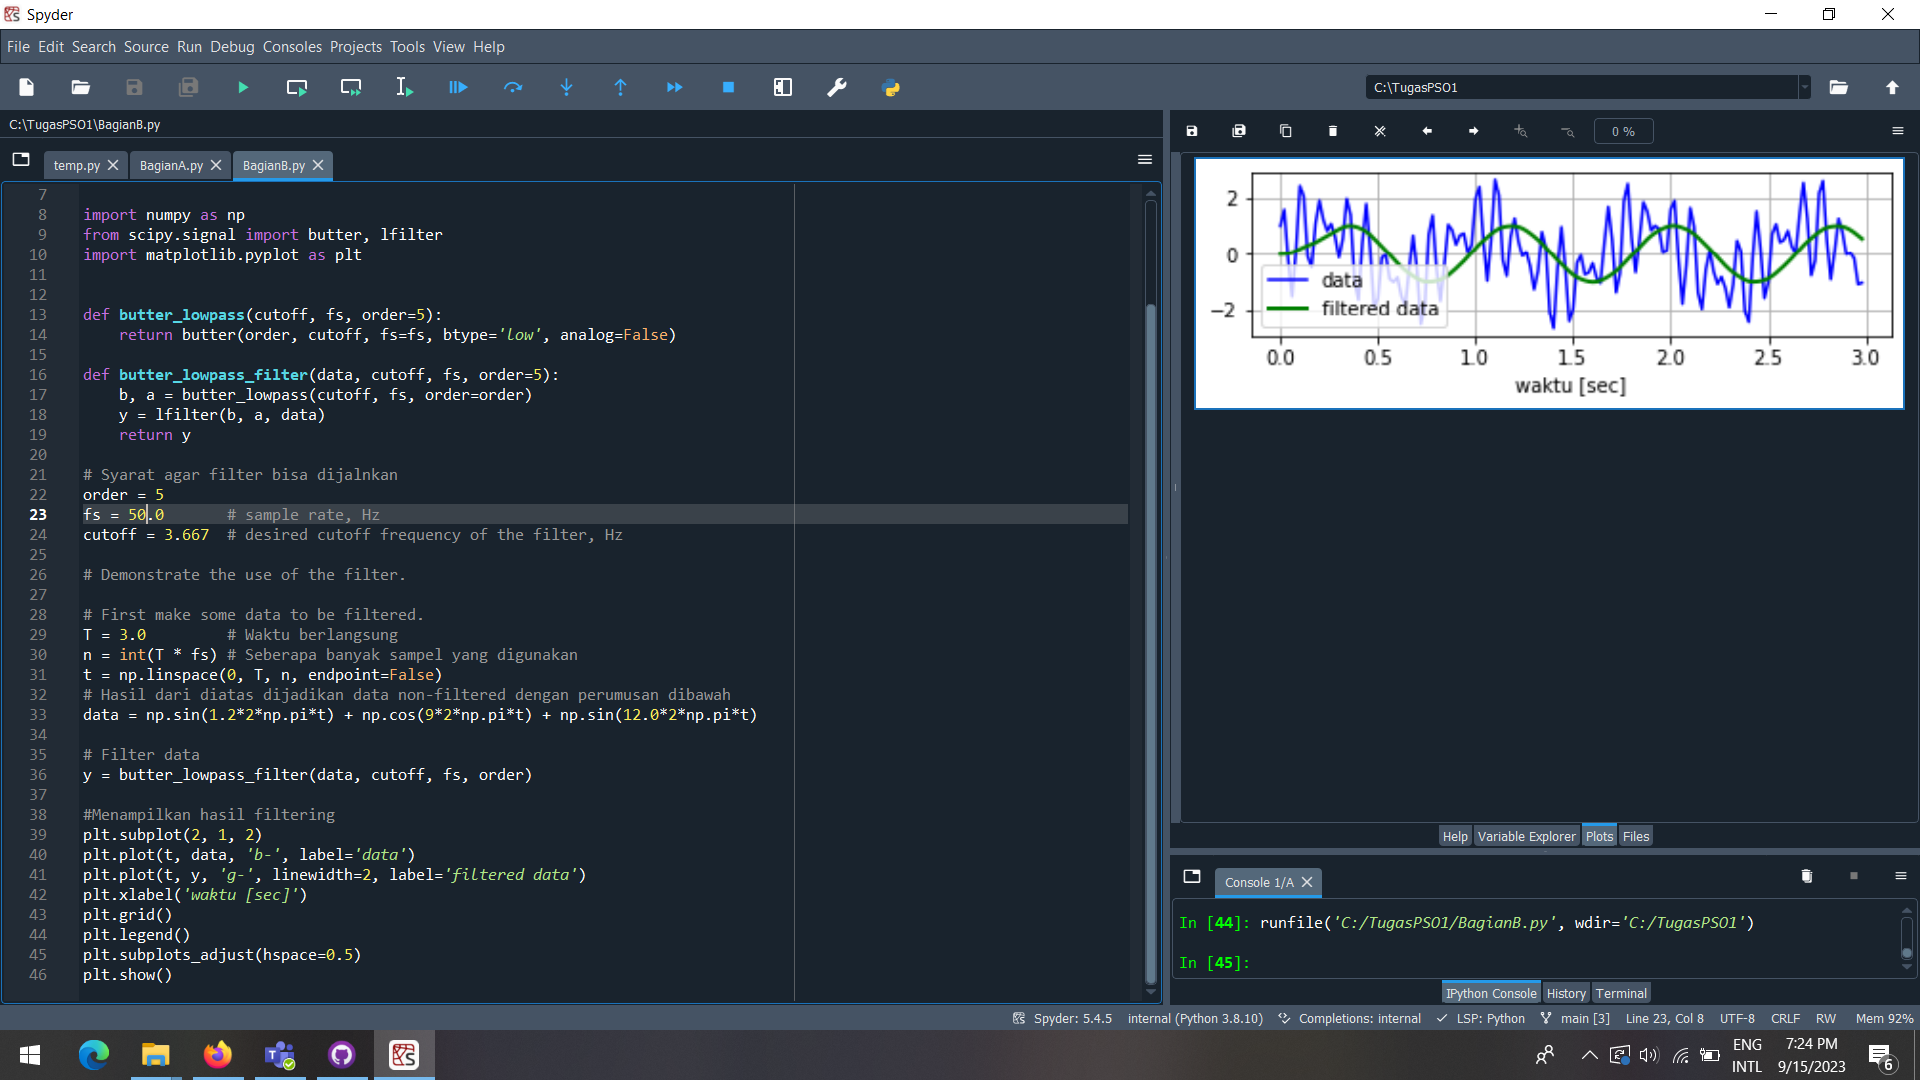 Spyder
File Edit Search Source Run Debug Consoles Projects Tools View Help
C:\TugasPSO1
C:\TugasPSO1\BagianB.py
temp.py BagianA.py BagianB.py
7
8 import numpy as np
9 from scipy.signal import butter, lfilter
10 import matplotlib.pyplot as plt
11
12
13 def butter_lowpass(cutoff, fs, order=5):
14 return butter(order, cutoff, fs=fs, btype='low', analog=False)
15
16 def butter_lowpass_filter(data, cutoff, fs, order=5):
17 b, a = butter_lowpass(cutoff, fs, order=order)
18 y = lfilter(b, a, data)
19 return y
20
21 # Syarat agar filter bisa dijalnkan
22 order = 5
23 fs = 50.0 # sample rate, Hz
24 cutoff = 3.667 # desired cutoff frequency of the filter, Hz
25
26 # Demonstrate the use of the filter.
27
28 # First make some data to be filtered.
29 T = 3.0 # Waktu berlangsung
30 n = int(T * fs) # Seberapa banyak sampel yang digunakan
31 t = np.linspace(0, T, n, endpoint=False)
32 # Hasil dari diatas dijadikan data non-filtered dengan perumusan dibawah
33 data = np.sin(1.2*2*np.pi*t) + np.cos(9*2*np.pi*t) + np.sin(12.0*2*np.pi*t)
34
35 # Filter data
36 y = butter_lowpass_filter(data, cutoff, fs, order)
37
38 #Menampilkan hasil filtering
39 plt.subplot(2, 1, 2)
40 plt.plot(t, data, 'b-', label='data')
41 plt.plot(t, y, 'g-', linewidth=2, label='filtered data')
42 plt.xlabel('waktu [sec]')
43 plt.grid()
44 plt.legend()
45 plt.subplots_adjust(hspace=0.5)
46 plt.show()
0 %
2
0
−2
data
filtered data
0.0 0.5 1.0 1.5 2.0 2.5 3.0
waktu [sec]
Help Variable Explorer Plots Files
Console 1/A
In [44]: runfile('C:/TugasPSO1/BagianB.py', wdir='C:/TugasPSO1')
In [45]:
IPython Console History Terminal
Spyder: 5.4.5 internal (Python 3.8.10) Completions: internal LSP: Python main [3] Line 23, Col 8 UTF-8 CRLF RW Mem 92%
ENG
INTL
7:24 PM
9/15/2023
6